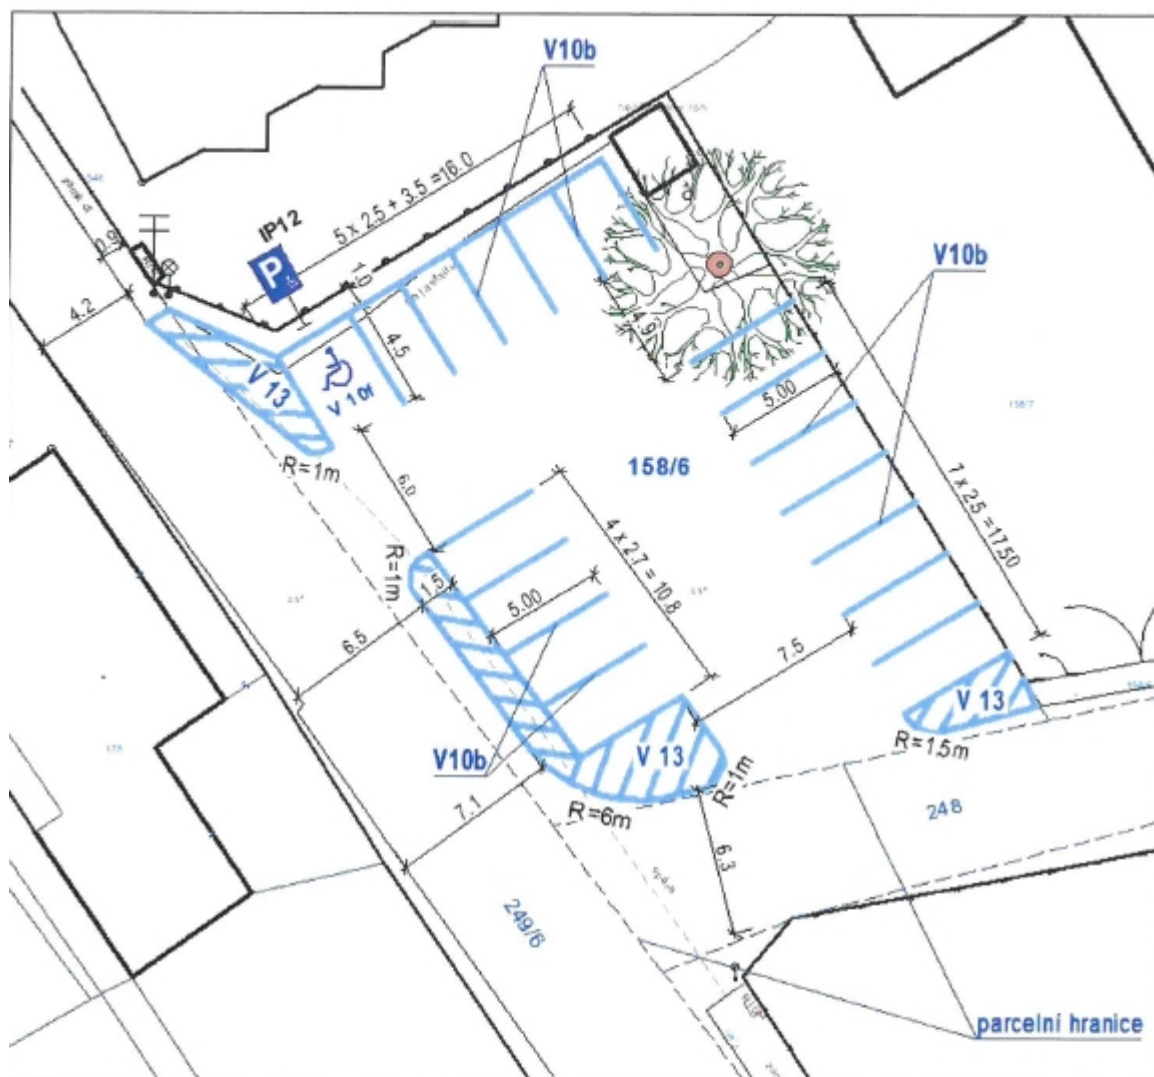 V10b
5 x 2.5 + 3.5 =16.0
IP12
P
0.9
4.2
1.0
V10b
4.5
4.93
V 13
V 10f
5.00
158/7
158/6
R=1m
6.0
7 x 2.5 =17.50
4 x 2.7 = 10.8
R=1m
1.5
5.00
6.5
7.5
V 13
V10b
V 13
R=1.5m
R=1m
R=6m
7.1
248
6.3
249/6
parcelní hranice